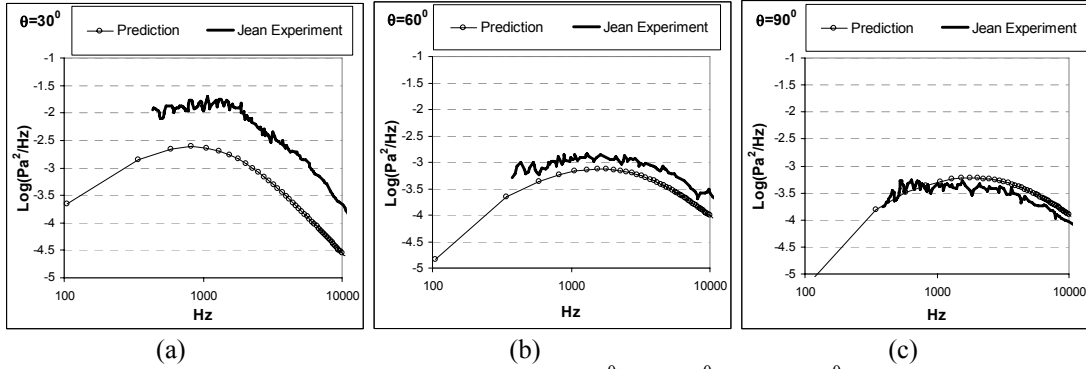 θ=30⁰
Prediction
Jean Experiment
Log(Pa²/Hz)
-1
-1.5
-2
-2.5
-3
-3.5
-4
-4.5
-5
100
1000
10000
Hz
(a)
θ=60⁰
Prediction
Jean Experiment
Log(Pa²/Hz)
-1
-1.5
-2
-2.5
-3
-3.5
-4
-4.5
-5
100
1000
10000
Hz
(b)
θ=90⁰
Prediction
Jean Experiment
Log(Pa²/Hz)
-1
-1.5
-2
-2.5
-3
-3.5
-4
-4.5
-5
100
1000
10000
Hz
(c)